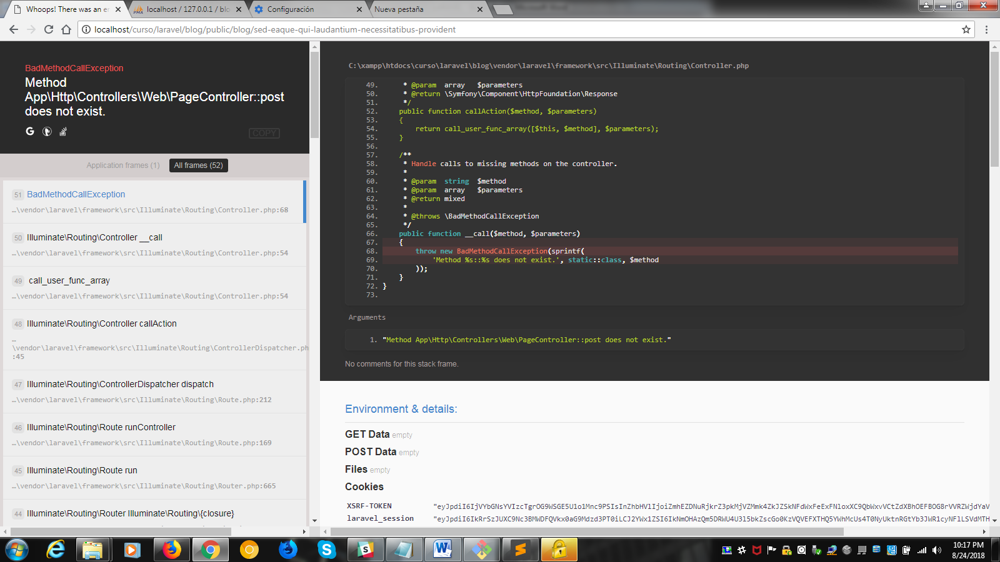 Whoops! There was an er
localhost / 127.0.0.1 / blo
Configuración
Nueva pestaña
localhost/curso/laravel/blog/public/blog/sed-eaque-qui-laudantium-necessitatibus-provident
BadMethodCallException
Method
App\Http\Controllers\Web\PageController::post
does not exist.
COPY
Application frames (1)
All frames (52)
51 BadMethodCallException
…\vendor\laravel\framework\src\Illuminate\Routing\Controller.php:68
50 Illuminate\Routing\Controller __call
…\vendor\laravel\framework\src\Illuminate\Routing\Controller.php:54
49 call_user_func_array
…\vendor\laravel\framework\src\Illuminate\Routing\Controller.php:54
48 Illuminate\Routing\Controller callAction
…
\vendor\laravel\framework\src\Illuminate\Routing\ControllerDispatcher.ph
:45
47 Illuminate\Routing\ControllerDispatcher dispatch
…\vendor\laravel\framework\src\Illuminate\Routing\Route.php:212
46 Illuminate\Routing\Route runController
…\vendor\laravel\framework\src\Illuminate\Routing\Route.php:169
45 Illuminate\Routing\Route run
…\vendor\laravel\framework\src\Illuminate\Routing\Router.php:665
44 Illuminate\Routing\Router Illuminate\Routing\{closure}
C:\xampp\htdocs\curso\laravel\blog\vendor\laravel\framework\src\Illuminate\Routing\Controller.php
49. * @param array $parameters
50. * @return \Symfony\Component\HttpFoundation\Response
51. */
52. public function callAction($method, $parameters)
53. {
54. return call_user_func_array([$this, $method], $parameters);
55. }
56.
57. /**
58. * Handle calls to missing methods on the controller.
59. *
60. * @param string $method
61. * @param array $parameters
62. * @return mixed
63. *
64. * @throws \BadMethodCallException
65. */
66. public function __call($method, $parameters)
67. {
68. throw new BadMethodCallException(sprintf(
69. 'Method %s::%s does not exist.', static::class, $method
70. ));
71. }
72. }
73.
Arguments
1. "Method App\Http\Controllers\Web\PageController::post does not exist."
No comments for this stack frame.
Environment & details:
GET Data empty
POST Data empty
Files empty
Cookies
XSRF-TOKEN
laravel_session
10:17 PM
8/24/2018